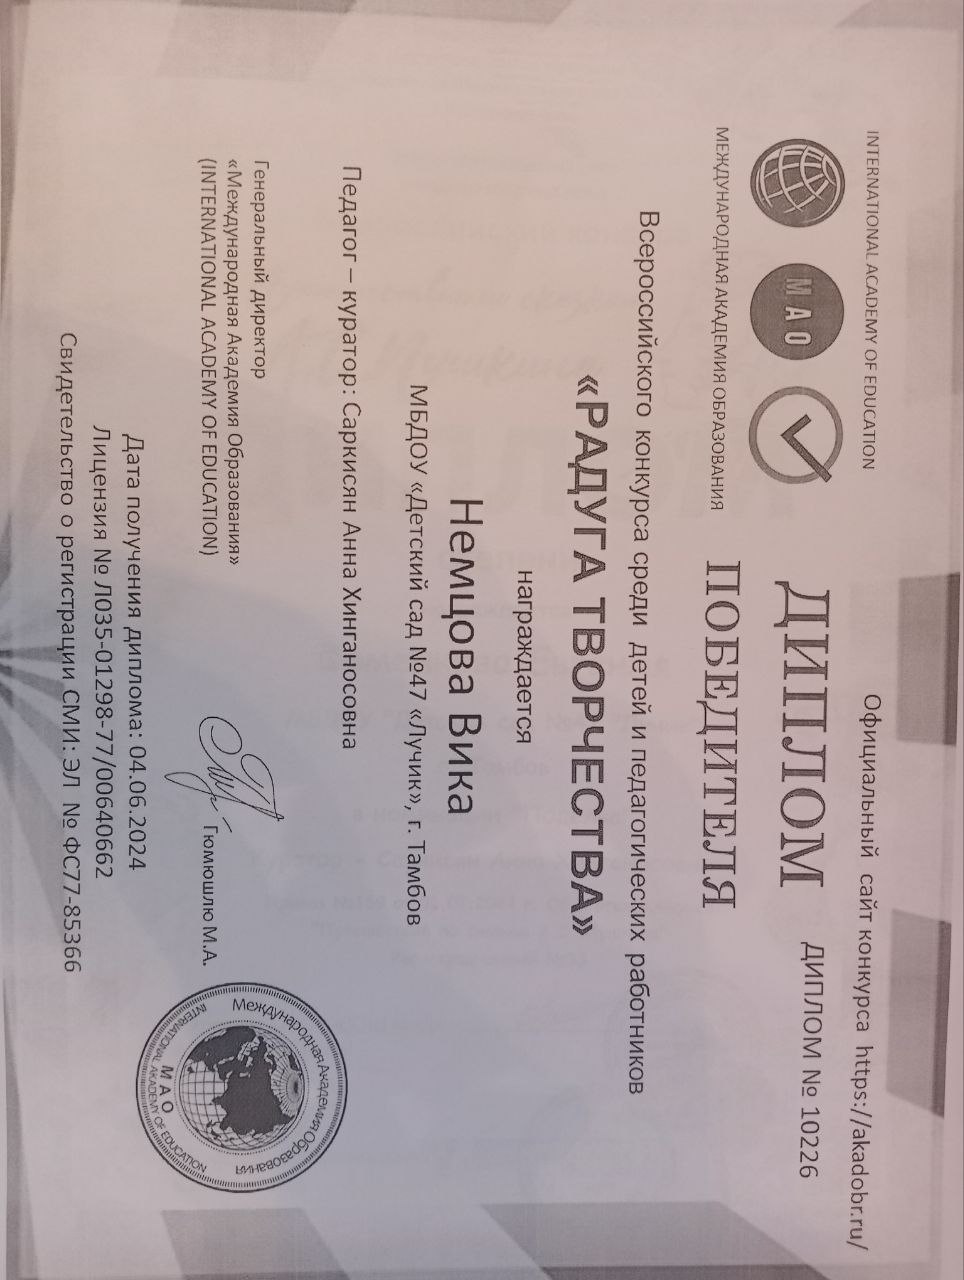 INTERNATIONAL ACADEMY OF EDUCATION
Официальный сайт конкурса https://akadobr.ru/
МАО
МЕЖДУНАРОДНАЯ АКАДЕМИЯ ОБРАЗОВАНИЯ
ДИПЛОМ
ДИПЛОМ № 10226
ПОБЕДИТЕЛЯ
Всероссийского конкурса среди детей и педагогических работников
«РАДУГА ТВОРЧЕСТВА»
награждается
Немцова Вика
МБДОУ «Детский сад №47 «Лучик», г. Тамбов
Педагог – куратор: Саркисян Анна Хинганосовна
Генеральный директор
«Международная Академия Образования»
(INTERNATIONAL ACADEMY OF EDUCATION)
Гюмюшлю М.А.
Международная Академия Образования
МАО
INTERNATIONAL ACADEMY OF EDUCATION
Дата получения диплома: 04.06.2024
Лицензия № Л035-01298-77/00640662
Свидетельство о регистрации СМИ: ЭЛ № ФС77-85366